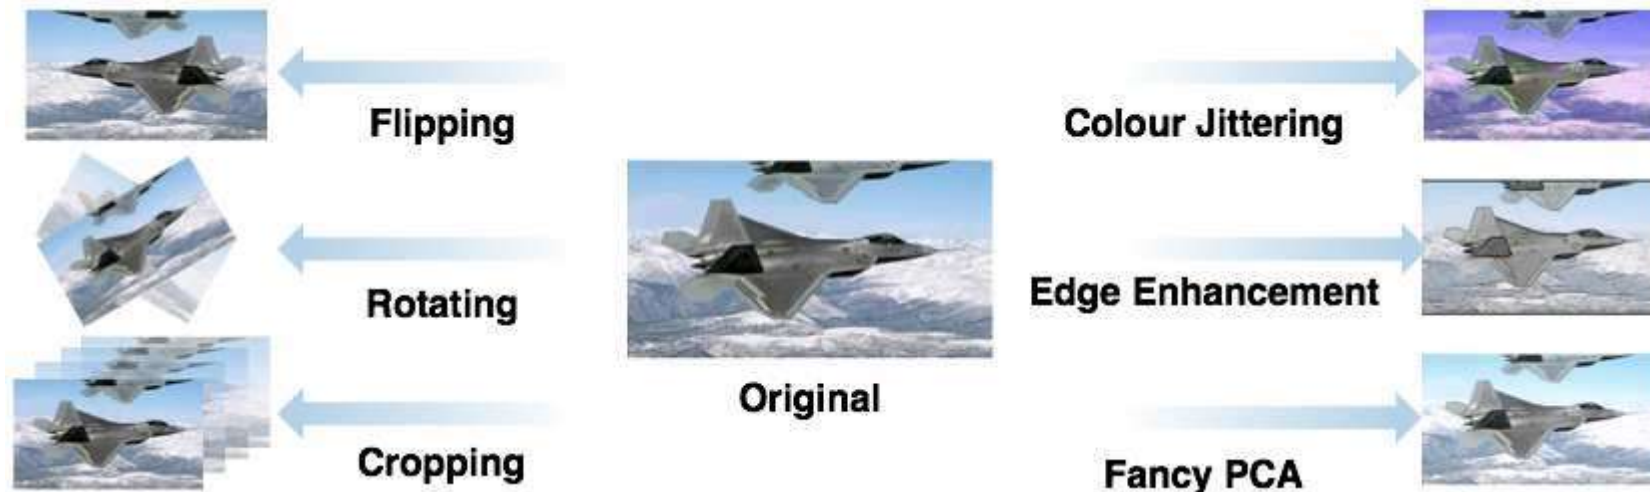 Flipping
Colour Jittering
Rotating
Edge Enhancement
Original
Cropping
Fancy PCA